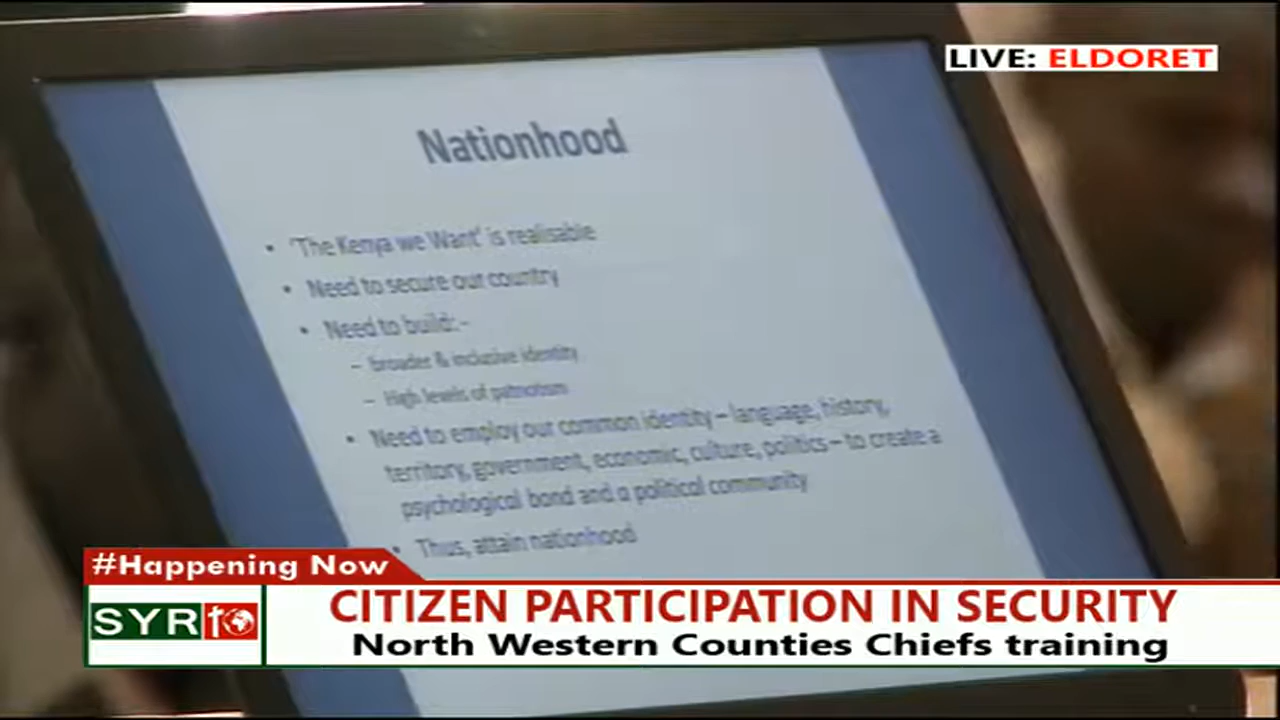 LIVE: ELDORET
Nationhood
• 'The Kenya we Want' is realisable
• Need to secure our country
• Need to build:-
– broader & inclusive identity
– High levels of patriotism
• Need to employ our common identity – language, history,
territory, government, economic, culture, politics – to create a
psychological bond and a political community
• Thus, attain nationhood
#Happening Now
SYR
CITIZEN PARTICIPATION IN SECURITY
North Western Counties Chiefs training